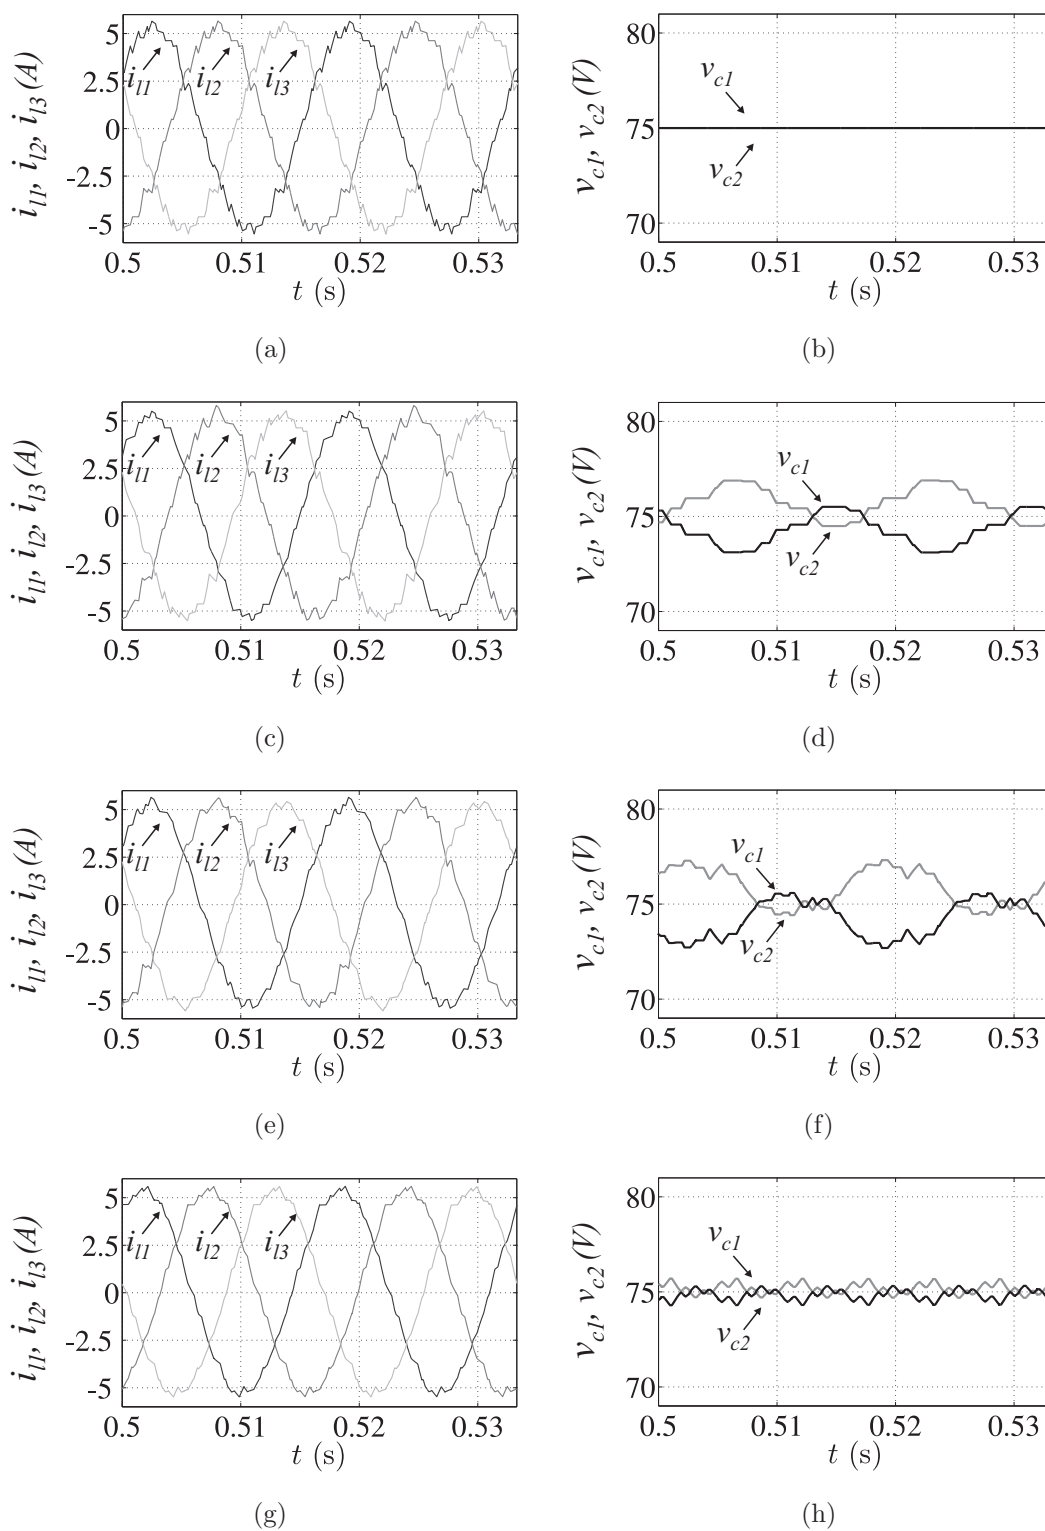 i_{l1}, i_{l2}, i_{l3} (A)
5
2.5
0
-2.5
-5
i_{l1}
i_{l2}
i_{l3}
0.5 0.51 0.52 0.53
t (s)
(a)
v_{c1}, v_{c2} (V)
80
75
70
v_{c1}
v_{c2}
0.5 0.51 0.52 0.53
t (s)
(b)
i_{l1}, i_{l2}, i_{l3} (A)
5
2.5
0
-2.5
-5
i_{l1}
i_{l2}
i_{l3}
0.5 0.51 0.52 0.53
t (s)
(c)
v_{c1}, v_{c2} (V)
80
75
70
v_{c1}
v_{c2}
0.5 0.51 0.52 0.53
t (s)
(d)
i_{l1}, i_{l2}, i_{l3} (A)
5
2.5
0
-2.5
-5
i_{l1}
i_{l2}
i_{l3}
0.5 0.51 0.52 0.53
t (s)
(e)
v_{c1}, v_{c2} (V)
80
75
70
v_{c1}
v_{c2}
0.5 0.51 0.52 0.53
t (s)
(f)
i_{l1}, i_{l2}, i_{l3} (A)
5
2.5
0
-2.5
-5
i_{l1}
i_{l2}
i_{l3}
0.5 0.51 0.52 0.53
t (s)
(g)
v_{c1}, v_{c2} (V)
80
75
70
v_{c1}
v_{c2}
0.5 0.51 0.52 0.53
t (s)
(h)